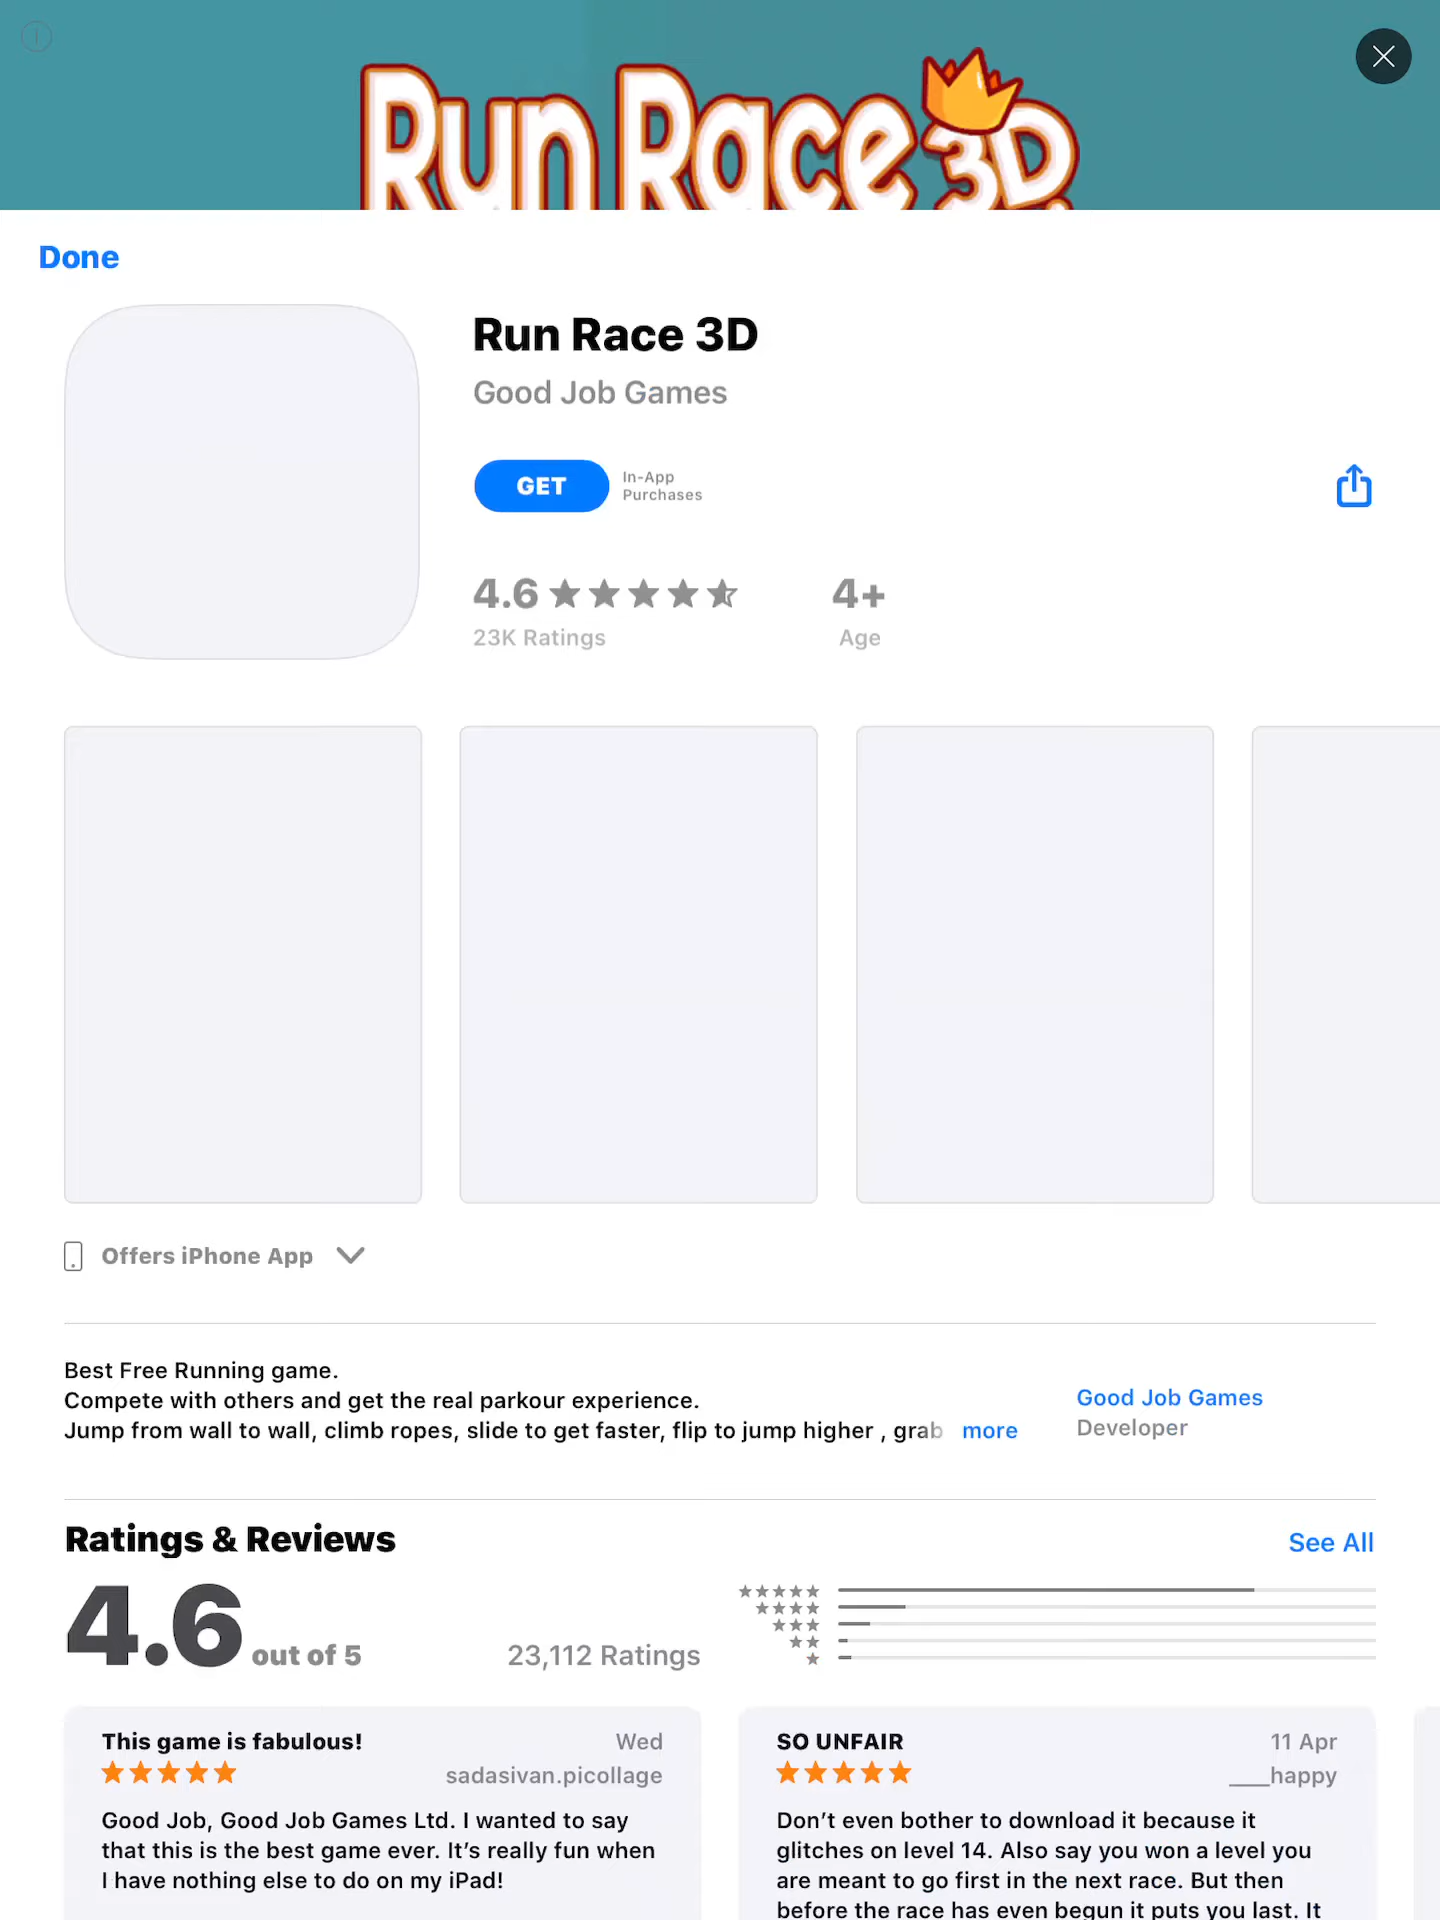 Run Race 3D
Done
Run Race 3D
Good Job Games
GET
In-App
Purchases
4.6
4+
23K Ratings
Age
Offers iPhone App
Best Free Running game.
Compete with others and get the real parkour experience.
Jump from wall to wall, climb ropes, slide to get faster, flip to jump higher , grab more
Good Job Games
Developer
Ratings & Reviews
See All
4.6 out of 5
23,112 Ratings
This game is fabulous!
Wed
sadasivan.picollage
Good Job, Good Job Games Ltd. I wanted to say
that this is the best game ever. It’s really fun when
I have nothing else to do on my iPad!
SO UNFAIR
11 Apr
____happy
Don’t even bother to download it because it
glitches on level 14. Also say you won a level you
are meant to go first in the next race. But then
before the race has even begun it puts you last. It